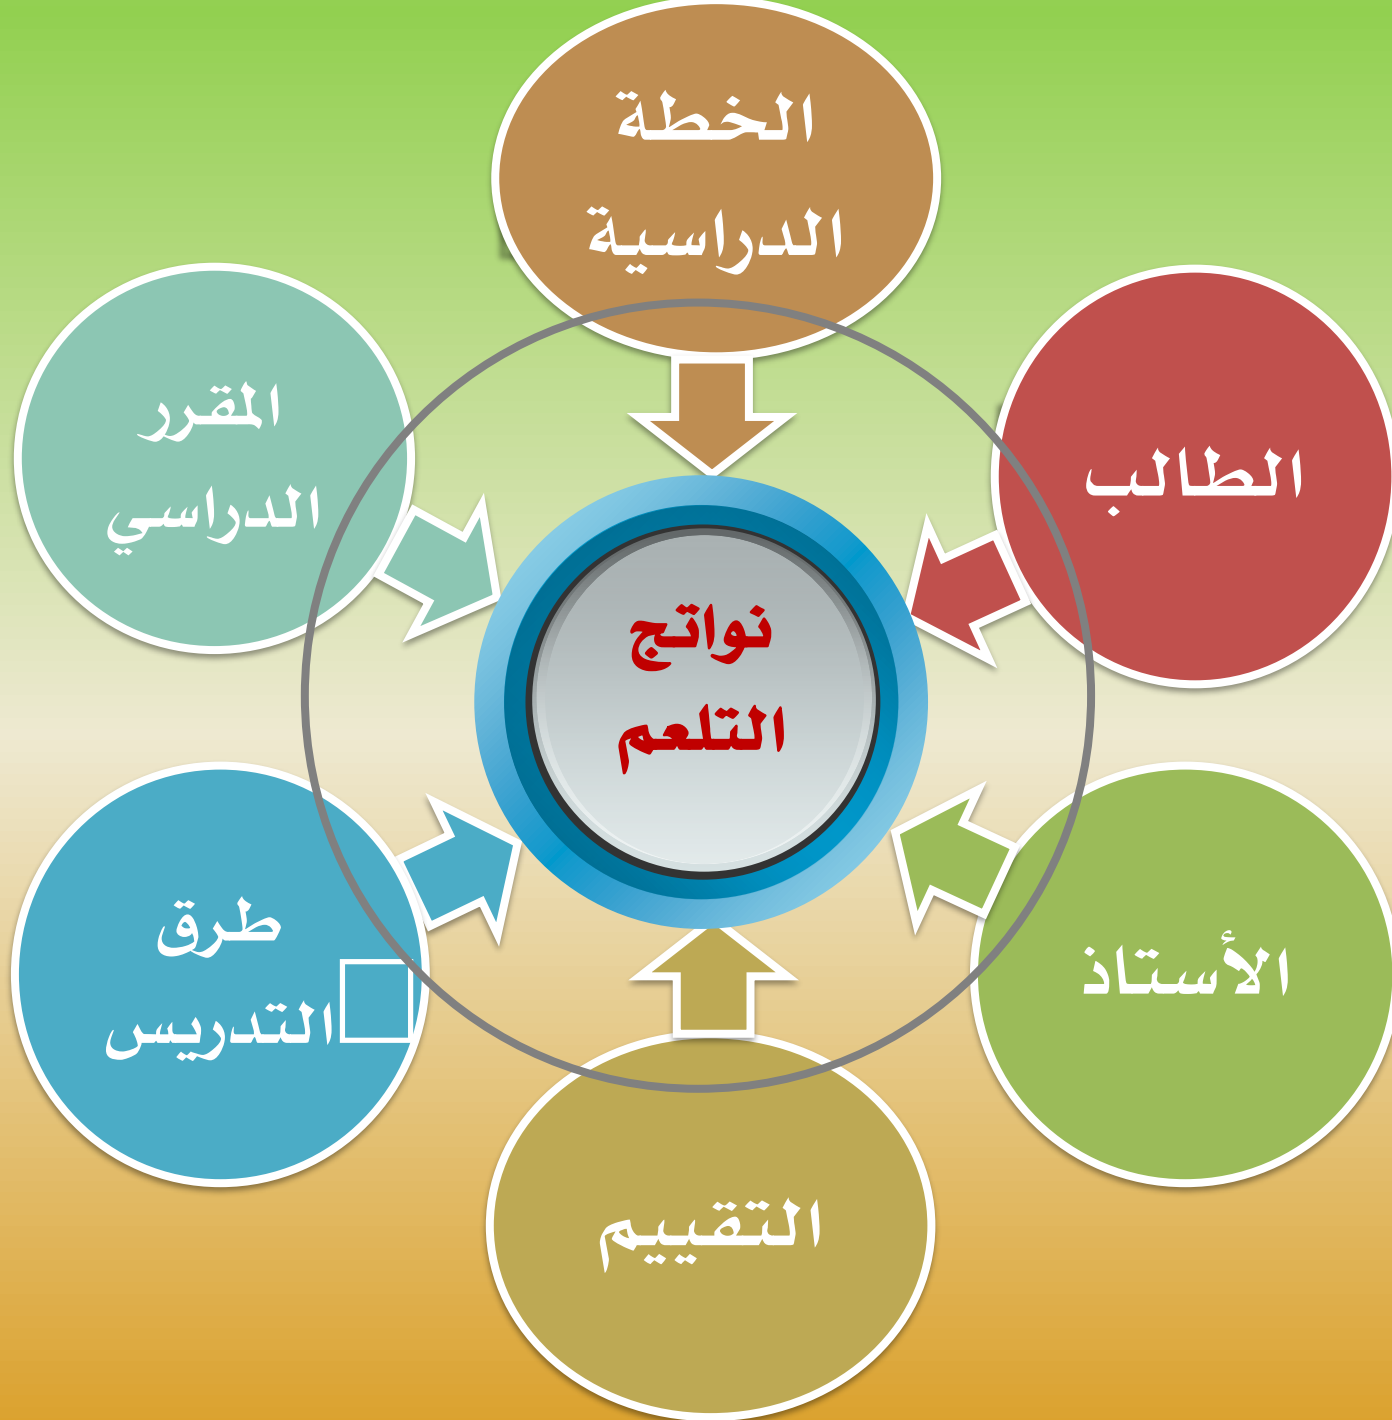 الخطة
الدراسية
الطالب
المقرر
الدراسي
نواتج
التلعم
الأستاذ
طرق
التدريس
التقييم